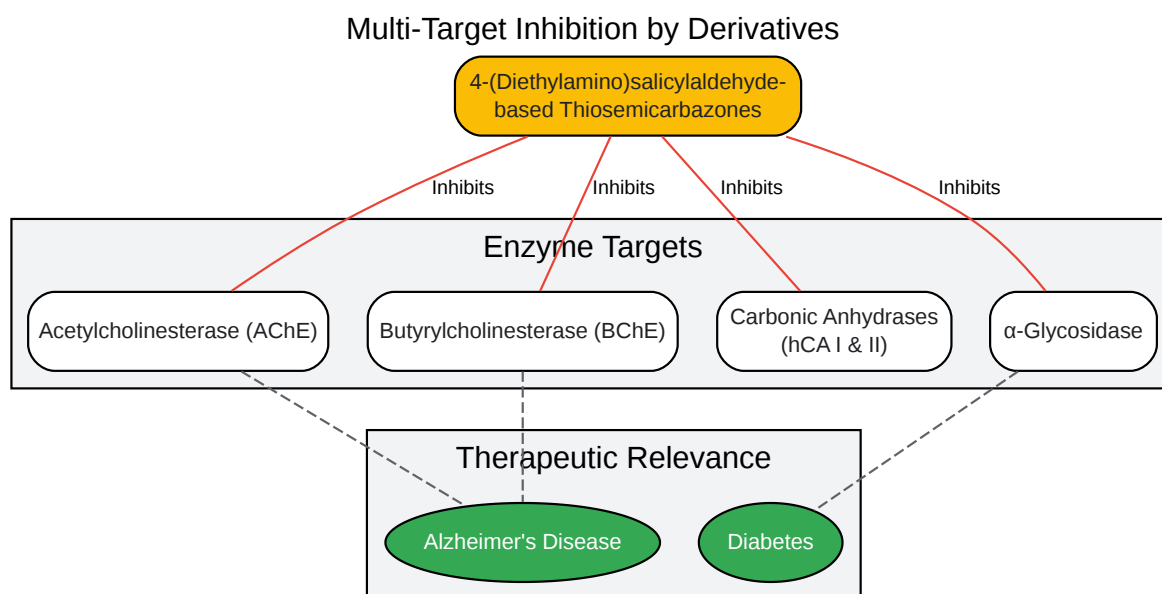 Multi-Target Inhibition by Derivatives
4-(Diethylamino)salicylaldehyde-
based Thiosemicarbazones
Inhibits
Inhibits
Inhibits
Inhibits
Enzyme Targets
Acetylcholinesterase (AChE)
Butyrylcholinesterase (BChE)
Carbonic Anhydrases
(hCA I & II)
α-Glycosidase
Therapeutic Relevance
Alzheimer's Disease
Diabetes